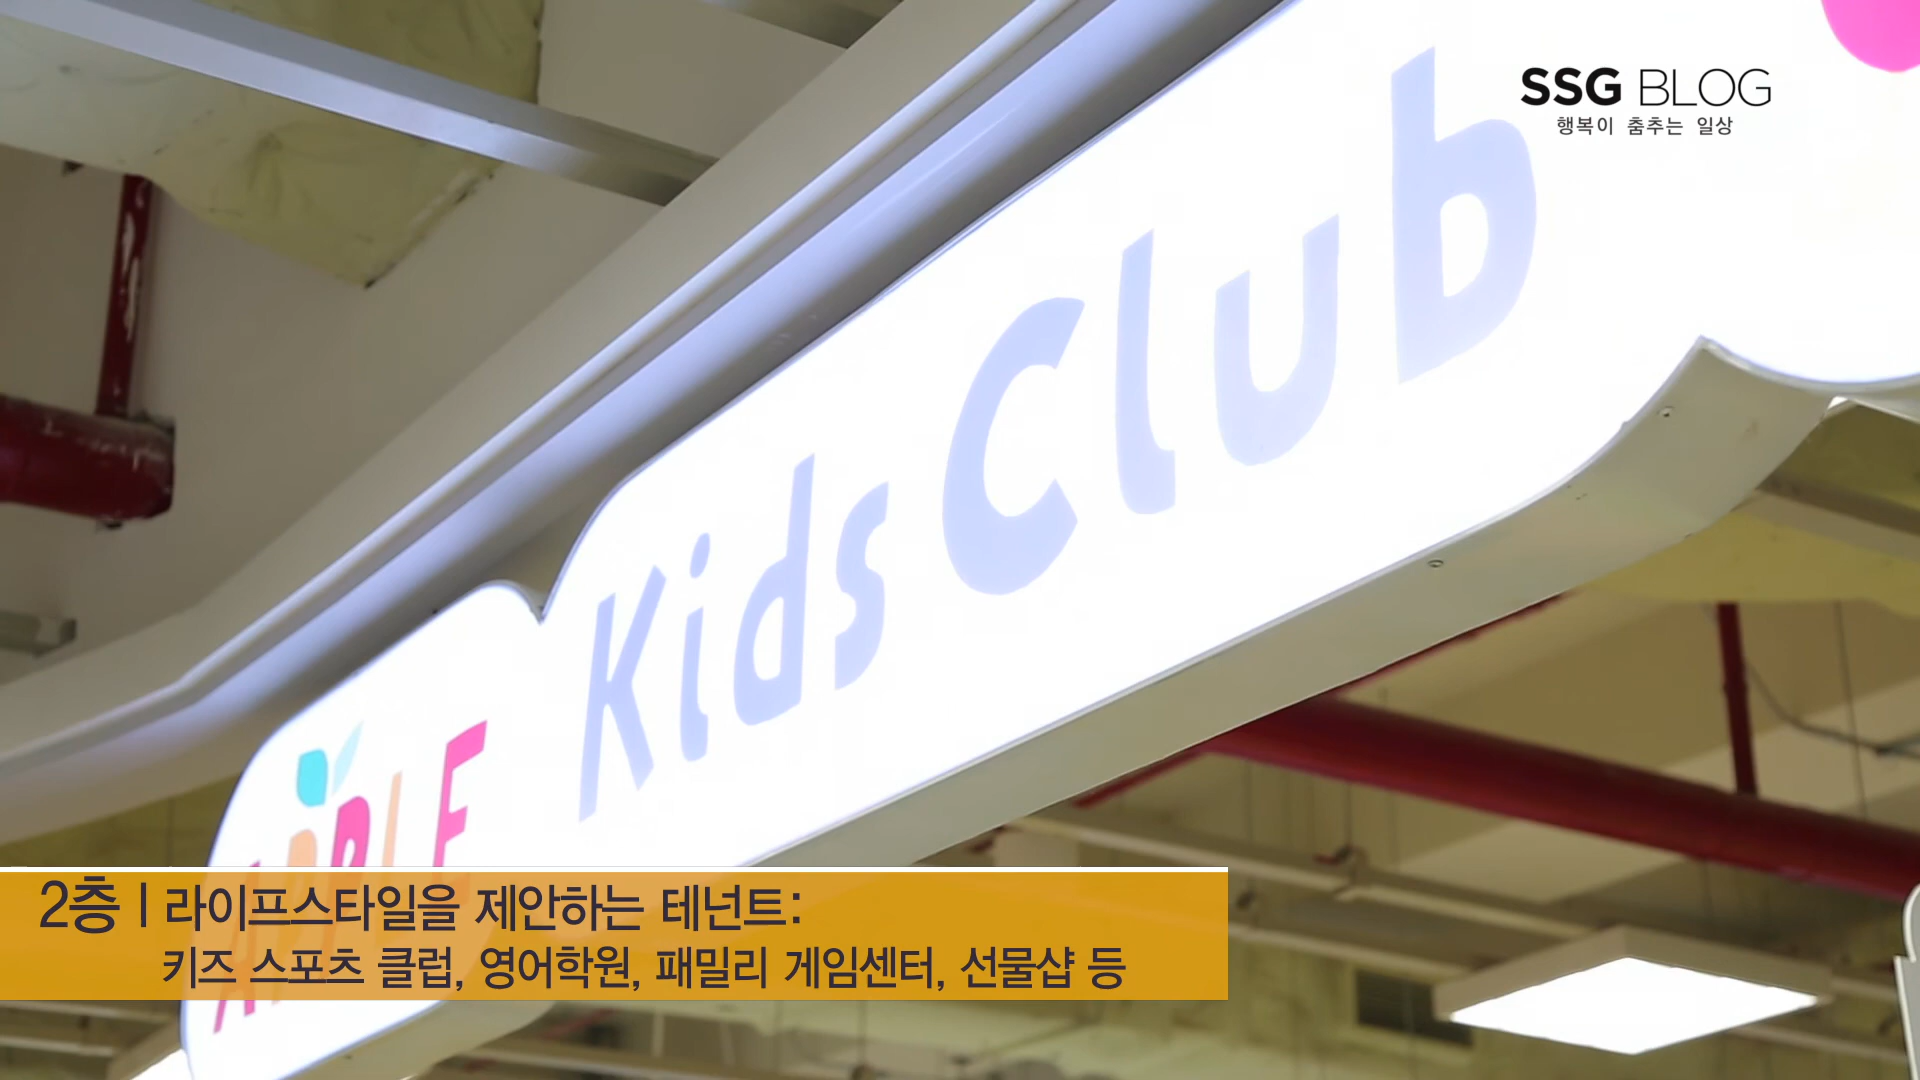 SSG BLOG
행복이 춤추는 일상
Kids Club
APPLE
2층 | 라이프스타일을 제안하는 테넌트:
키즈 스포츠 클럽, 영어학원, 패밀리 게임센터, 선물샵 등